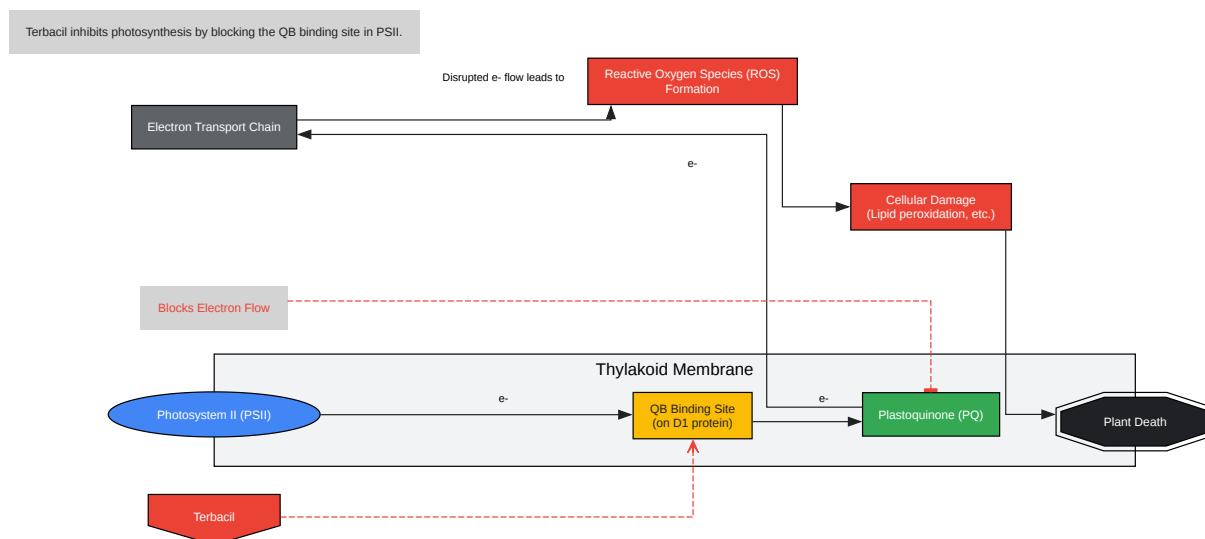 Terbacil inhibits photosynthesis by blocking the QB binding site in PSII.
Disrupted e- flow leads to
Reactive Oxygen Species (ROS)
Formation
Electron Transport Chain
e-
Cellular Damage
(Lipid peroxidation, etc.)
Blocks Electron Flow
Thylakoid Membrane
Photosystem II (PSII)
e-
QB Binding Site
(on D1 protein)
e-
Plastoquinone (PQ)
Plant Death
Terbacil